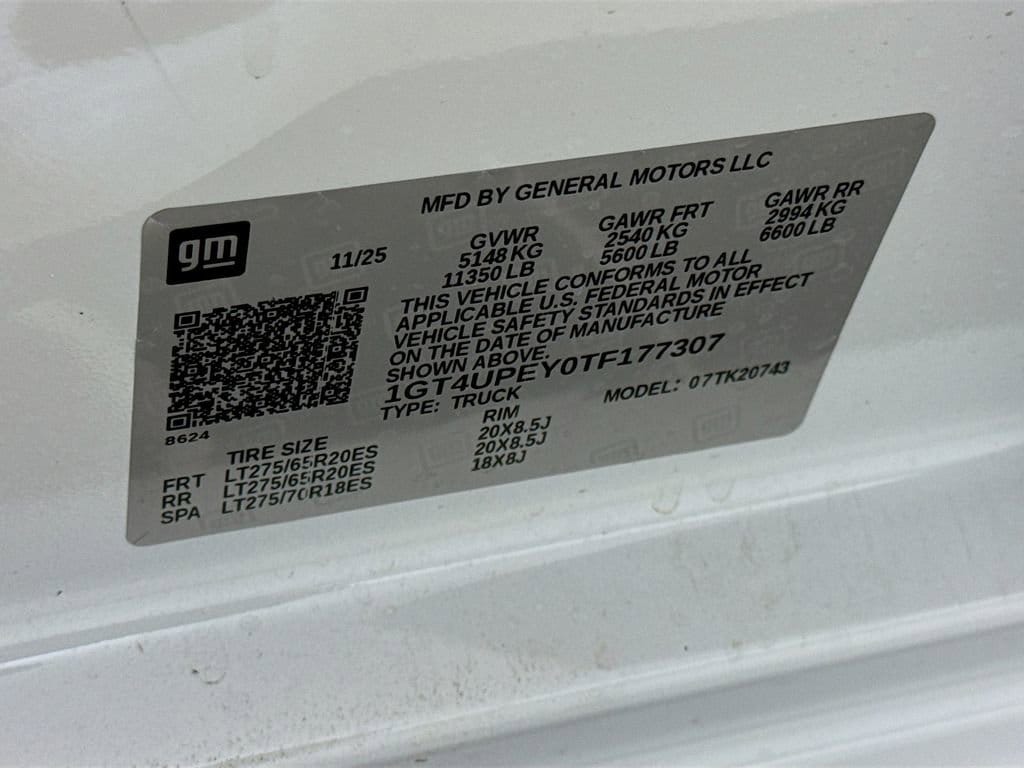 MFD BY GENERAL MOTORS LLC
gm
11/25
GVWR
5148 KG
11350 LB
GAWR FRT
2540 KG
5600 LB
GAWR RR
2994 KG
6600 LB
THIS VEHICLE CONFORMS TO ALL
APPLICABLE U.S. FEDERAL MOTOR
VEHICLE SAFETY STANDARDS IN EFFECT
ON THE DATE OF MANUFACTURE
SHOWN ABOVE.
1GT4UPEY0TF177307
TYPE: TRUCK
MODEL: 07TK20743
8624
TIRE SIZE
RIM
FRT LT275/65R20ES 20X8.5J
RR LT275/65R20ES 20X8.5J
SPA LT275/70R18ES 18X8J